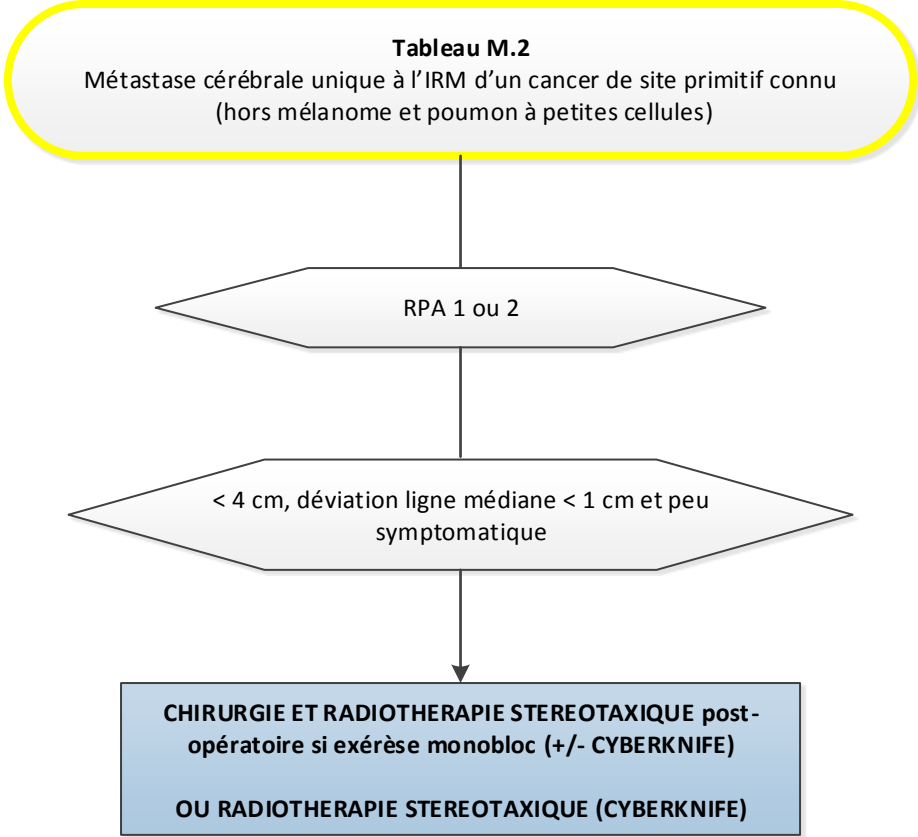 Tableau M.2
Métastase cérébrale unique à l’IRM d’un cancer de site primitif connu
(hors mélanome et poumon à petites cellules)
RPA 1 ou 2
< 4 cm, déviation ligne médiane < 1 cm et peu
symptomatique
CHIRURGIE ET RADIOTHERAPIE STEREOTAXIQUE post-
opératoire si exérèse monobloc (+/- CYBERKNIFE)
OU RADIOTHERAPIE STEREOTAXIQUE (CYBERKNIFE)